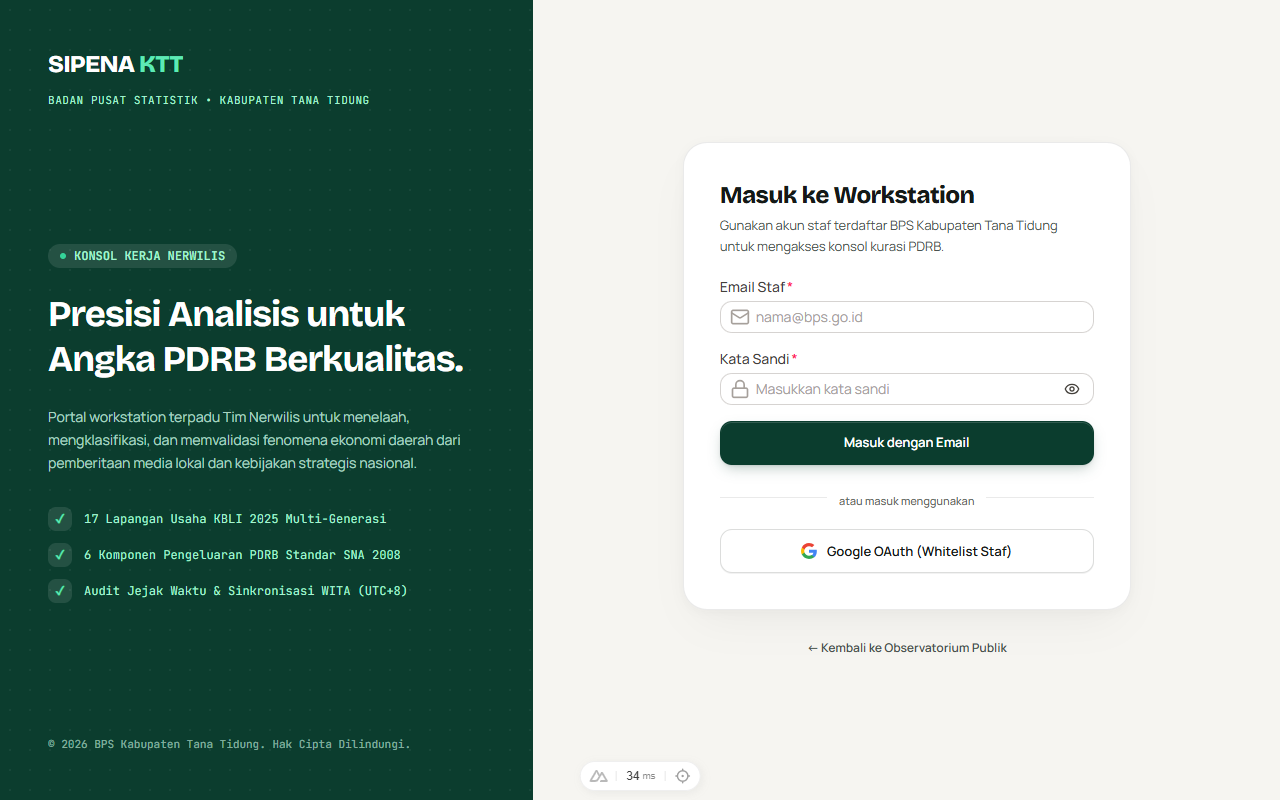 SIPENA KTT
BADAN PUSAT STATISTIK • KABUPATEN TANA TIDUNG
KONSOL KERJA NERWILIS
Presisi Analisis untuk
Angka PDRB Berkualitas.
Portal workstation terpadu Tim Nerwilis untuk menelaah,
mengklasifikasi, dan memvalidasi fenomena ekonomi daerah dari
pemberitaan media lokal dan kebijakan strategis nasional.
✓ 17 Lapangan Usaha KBLI 2025 Multi-Generasi
✓ 6 Komponen Pengeluaran PDRB Standar SNA 2008
✓ Audit Jejak Waktu & Sinkronisasi WITA (UTC+8)
© 2026 BPS Kabupaten Tana Tidung. Hak Cipta Dilindungi.
Masuk ke Workstation
Gunakan akun staf terdaftar BPS Kabupaten Tana Tidung
untuk mengakses konsol kurasi PDRB.
Email Staf*
nama@bps.go.id
Kata Sandi*
Masukkan kata sandi
Masuk dengan Email
atau masuk menggunakan
Google OAuth (Whitelist Staf)
← Kembali ke Observatorium Publik
34 ms